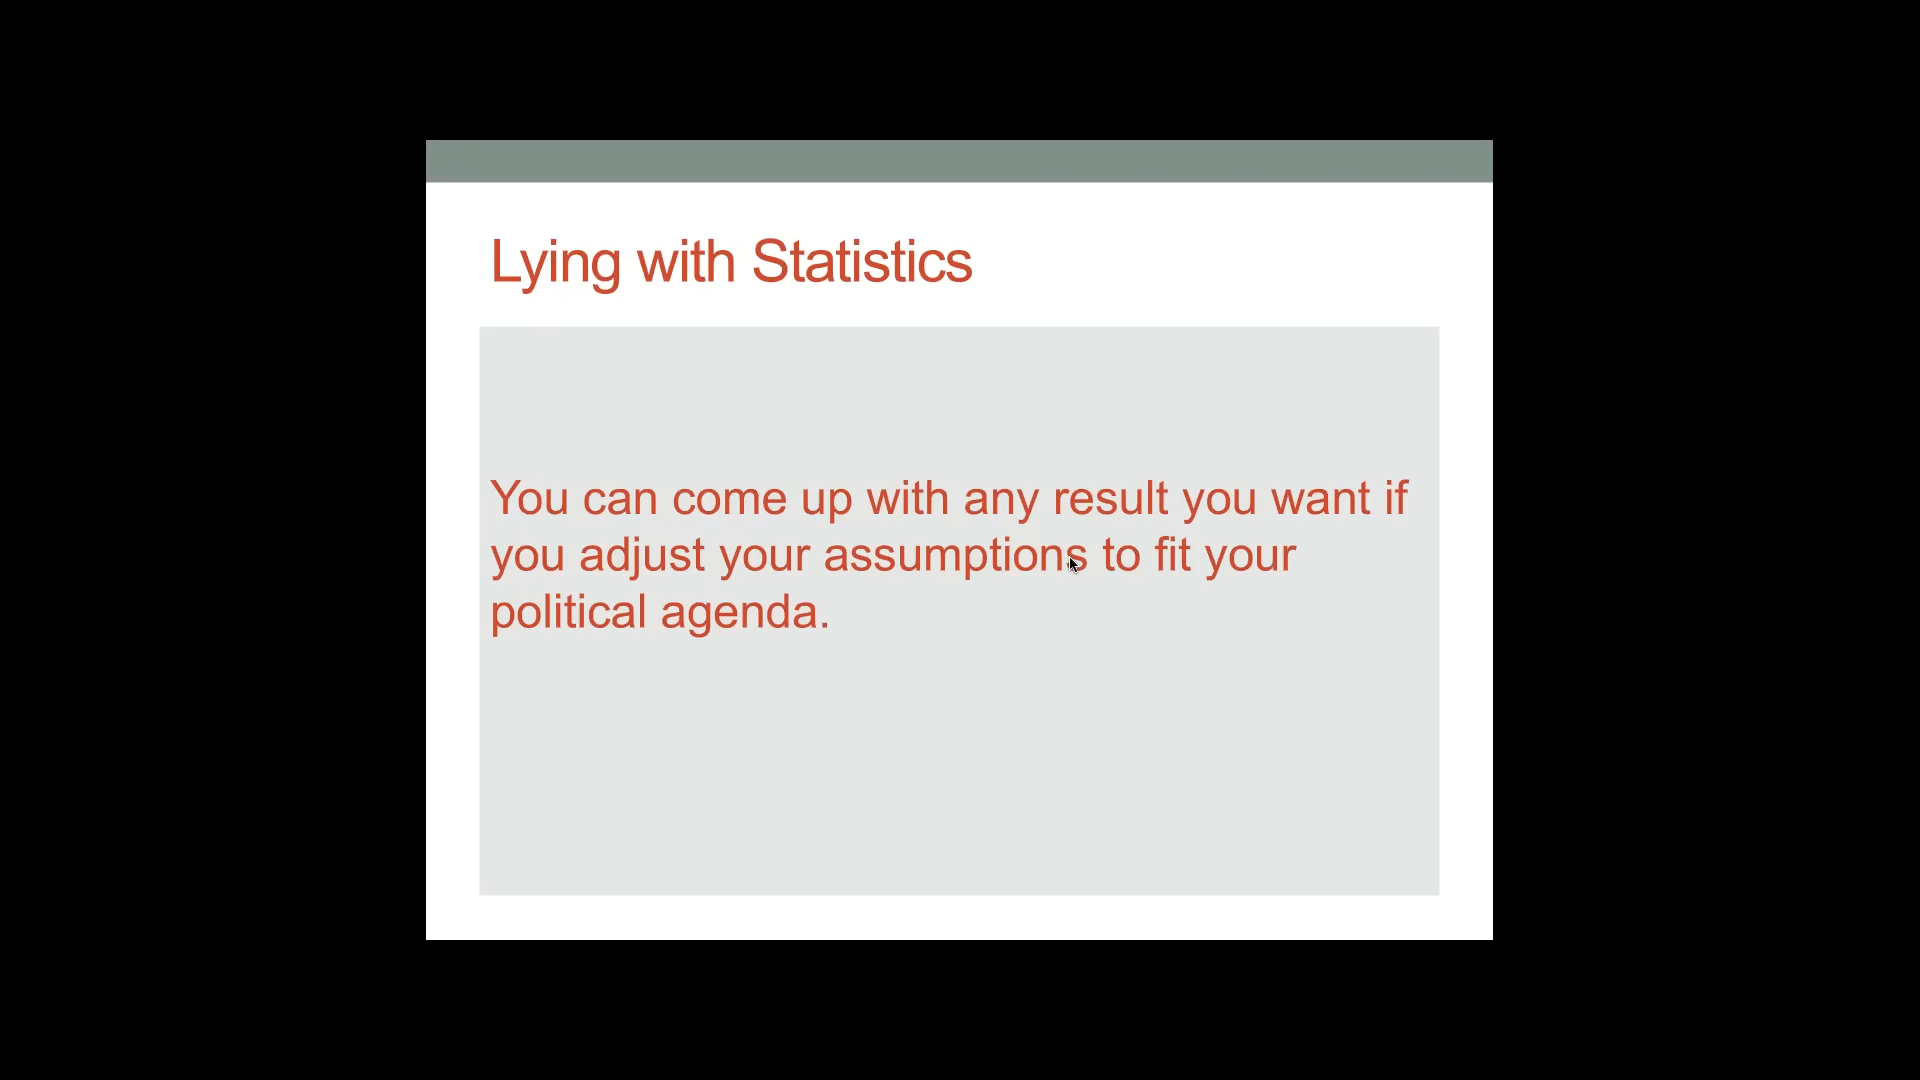 Lying with Statistics
You can come up with any result you want if
you adjust your assumptions to fit your
political agenda.